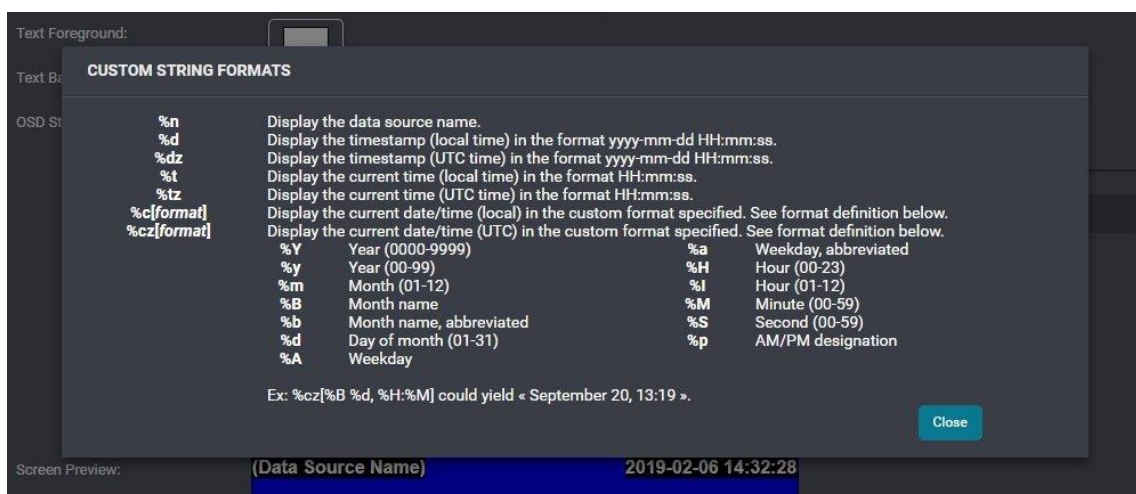 Text Foreground:
CUSTOM STRING FORMATS
Text Ba
OSD St
%n Display the data source name.
%d Display the timestamp (local time) in the format yyyy-mm-dd HH:mm:ss.
%dz Display the timestamp (UTC time) in the format yyyy-mm-dd HH:mm:ss.
%t Display the current time (local time) in the format HH:mm:ss.
%tz Display the current time (UTC time) in the format HH:mm:ss.
%c[format] Display the current date/time (local) in the custom format specified. See format definition below.
%cz[format] Display the current date/time (UTC) in the custom format specified. See format definition below.
%Y Year (0000-9999) %a Weekday, abbreviated
%y Year (00-99) %H Hour (00-23)
%m Month (01-12) %I Hour (01-12)
%B Month name %M Minute (00-59)
%b Month name, abbreviated %S Second (00-59)
%d Day of month (01-31) %p AM/PM designation
%A Weekday
Ex: %cz[%B %d, %H:%M] could yield « September 20, 13:19 ».
Close
Screen Preview: (Data Source Name) 2019-02-06 14:32:28